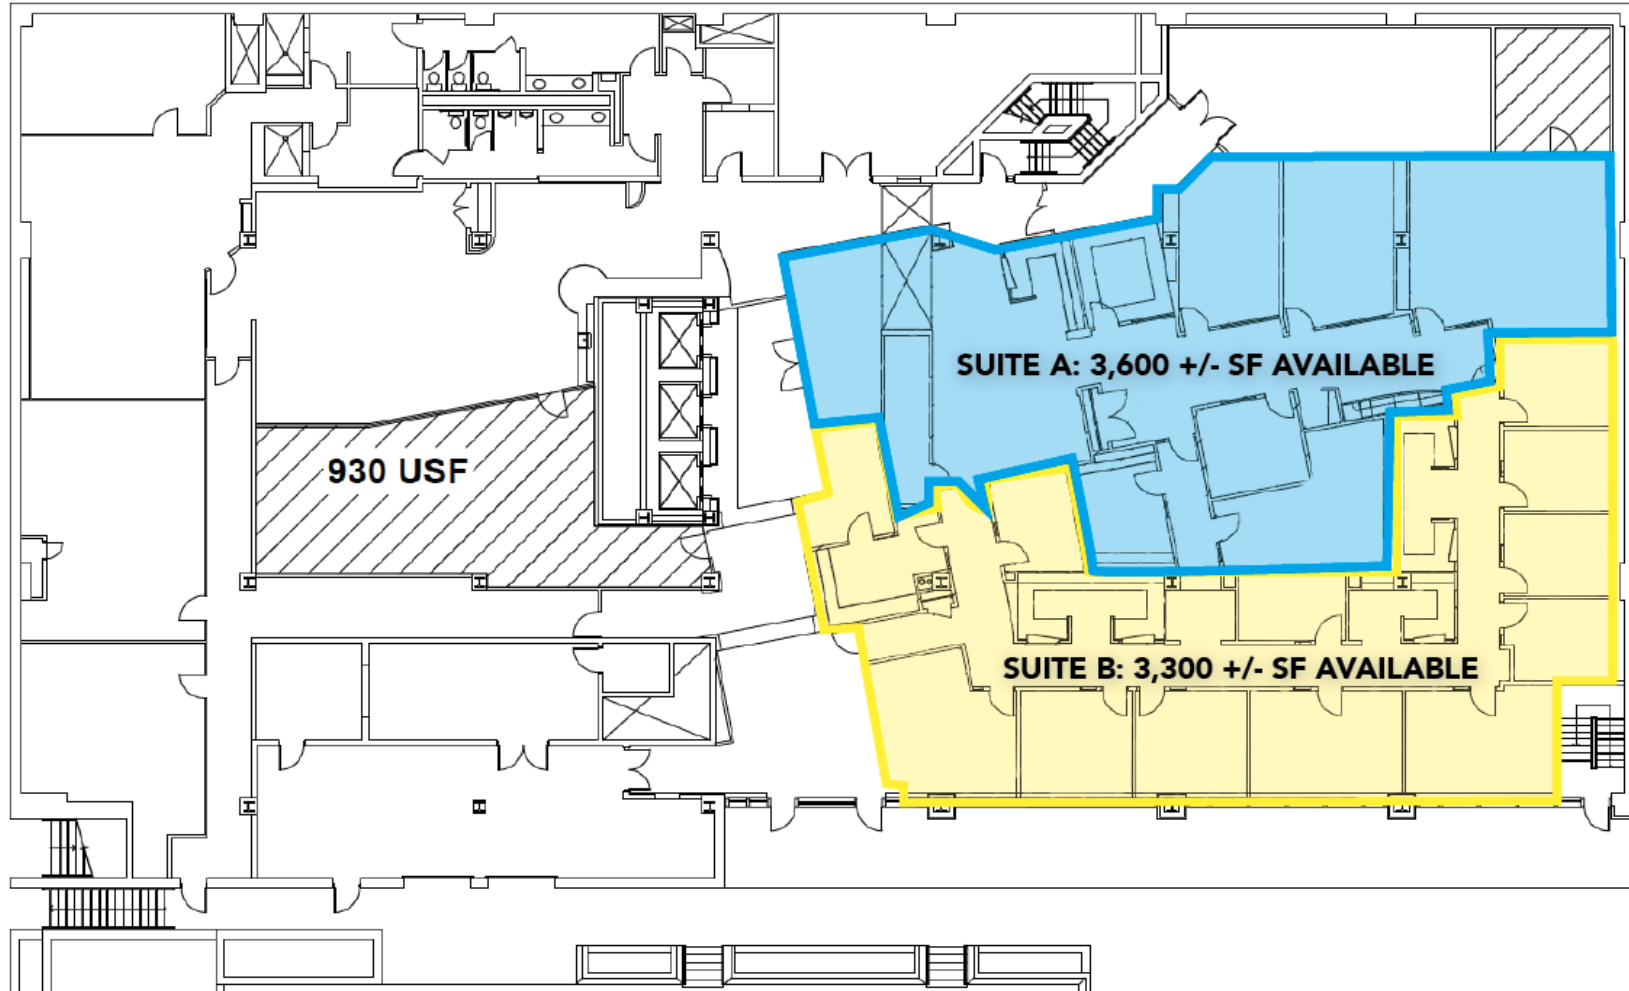 SUITE A: 3,600 +/- SF AVAILABLE
930 USF
SUITE B: 3,300 +/- SF AVAILABLE